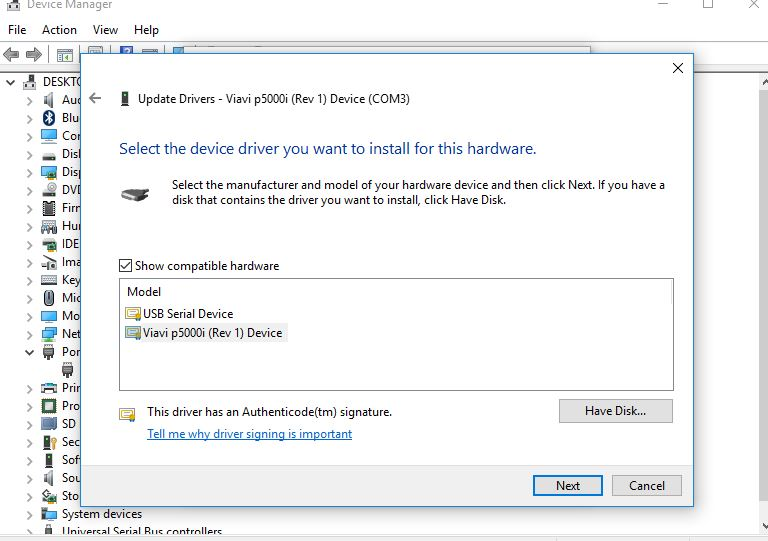 Device Manager
File Action View Help
DESKTO
Update Drivers - Viavi p5000i (Rev 1) Device (COM3)
Select the device driver you want to install for this hardware.
Select the manufacturer and model of your hardware device and then click Next. If you have a
disk that contains the driver you want to install, click Have Disk.
Show compatible hardware
Model
USB Serial Device
Viavi p5000i (Rev 1) Device
This driver has an Authenticode(tm) signature.
Have Disk...
Tell me why driver signing is important
Next Cancel
Aud
Blu
Cor
Disk
Disp
DVD
Firn
Hur
IDE
Ima
Key
Mic
Mo
Net
Por
Prin
Pro
SD
Sec
Sof
Sou
Sto
System devices
Universal Serial Bus controllers